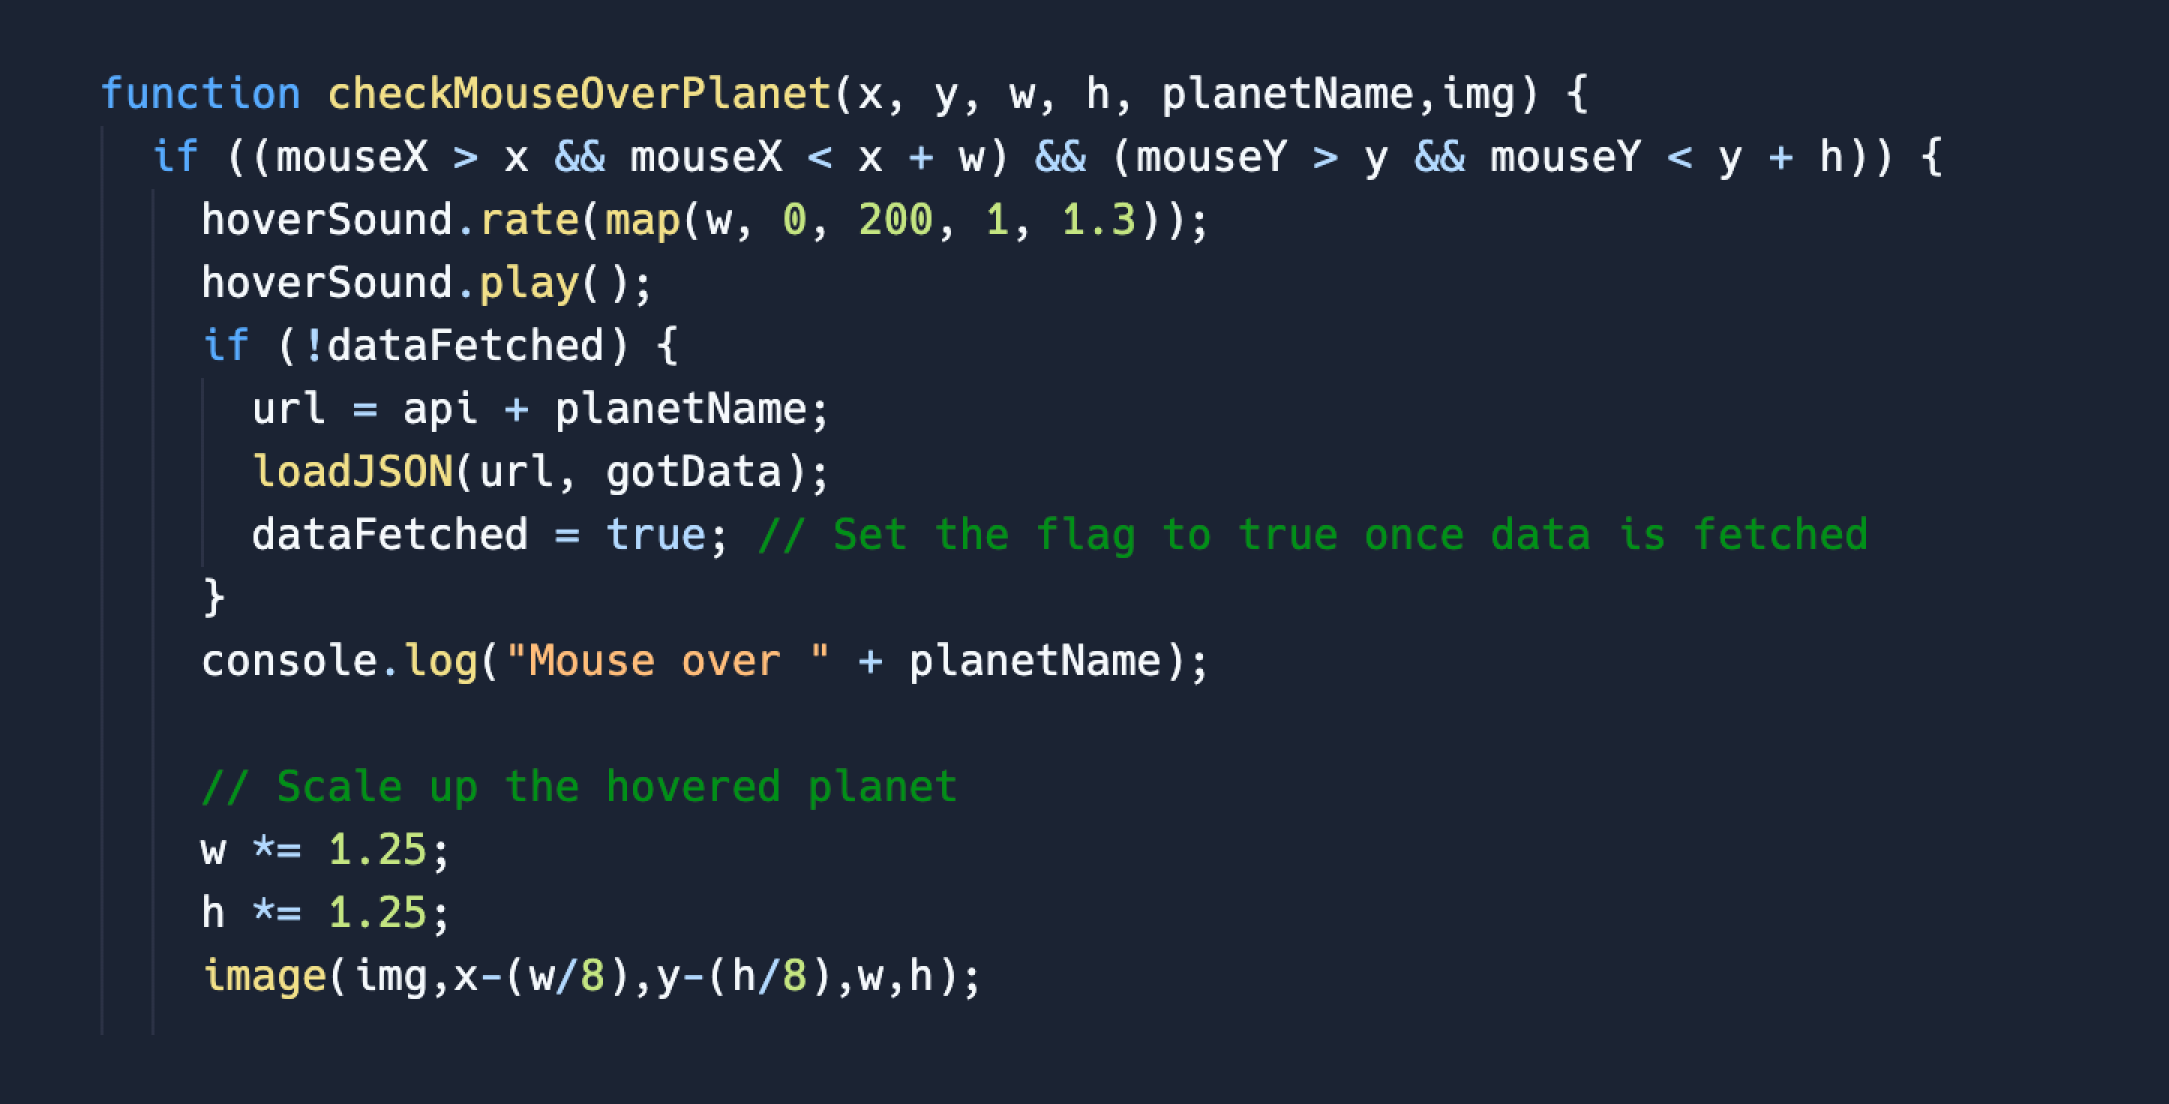 function checkMouseOverPlanet(x, y, w, h, planetName,img) {
if ((mouseX > x && mouseX < x + w) && (mouseY > y && mouseY < y + h)) {
hoverSound.rate(map(w, 0, 200, 1, 1.3));
hoverSound.play();
if (!dataFetched) {
url = api + planetName;
loadJSON(url, gotData);
dataFetched = true; // Set the flag to true once data is fetched
}
console.log("Mouse over " + planetName);
// Scale up the hovered planet
w *= 1.25;
h *= 1.25;
image(img,x-(w/8),y-(h/8),w,h);